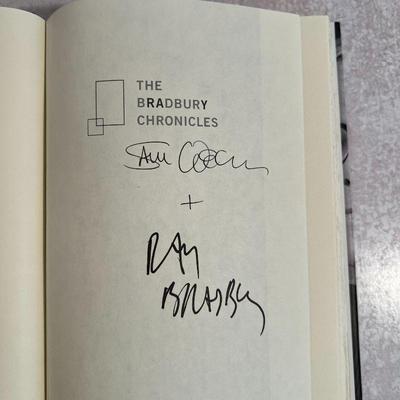 THE
BRADBURY
CHRONICLES
SAM
+
RAY
BRADBURY